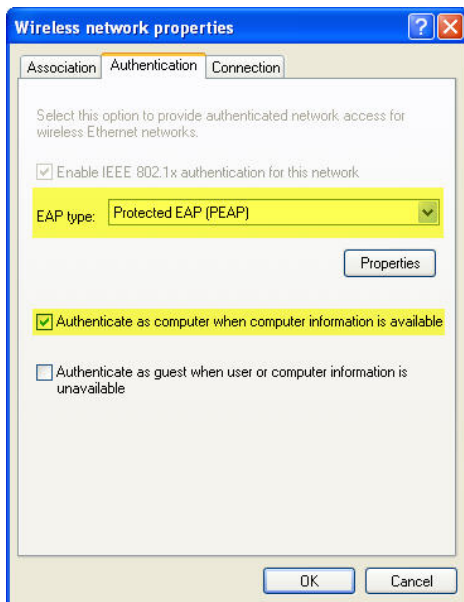 Wireless network properties
Association Authentication Connection
Select this option to provide authenticated network access for
wireless Ethernet networks.
Enable IEEE 802.1x authentication for this network
EAP type: Protected EAP (PEAP)
Properties
Authenticate as computer when computer information is available
Authenticate as guest when user or computer information is
unavailable
OK Cancel